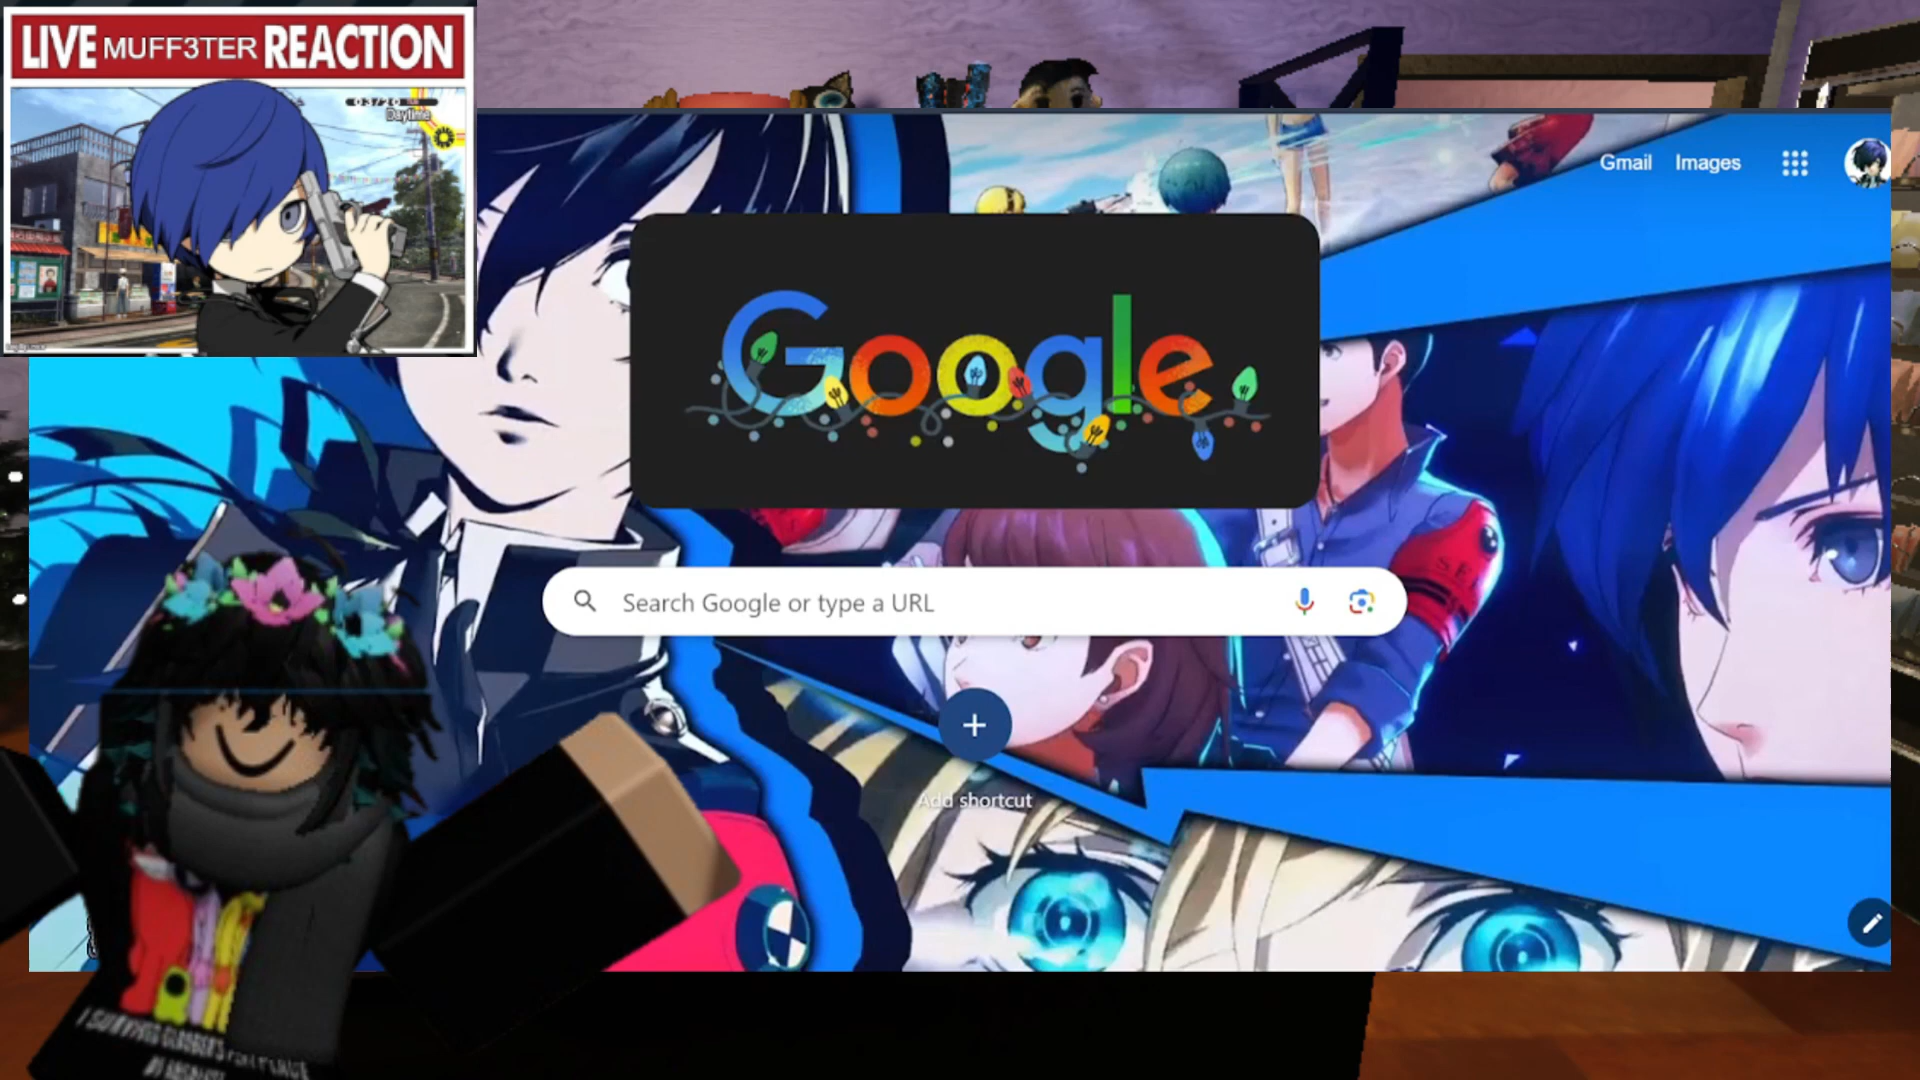 LIVE MUFF3TER REACTION
Daytime
Gmail Images
Google
Search Google or type a URL
Add shortcut